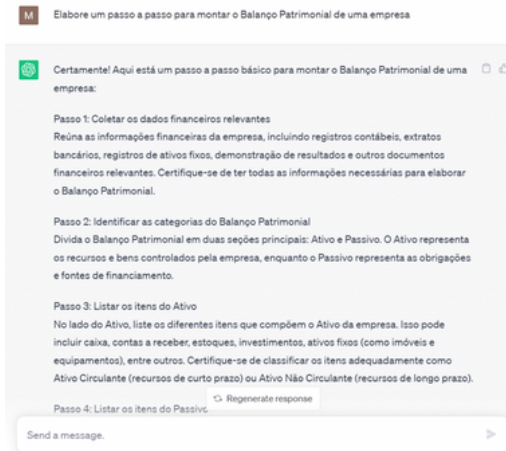 M
Elabore um passo a passo para montar o Balanço Patrimonial de uma empresa
Certamente! Aqui está um passo a passo básico para montar o Balanço Patrimonial de uma
empresa:
Passo 1: Coletar os dados financeiros relevantes
Reúna as informações financeiras da empresa, incluindo registros contábeis, extratos
bancários, registros de ativos fixos, demonstração de resultados e outros documentos
financeiros relevantes. Certifique-se de ter todas as informações necessárias para elaborar
o Balanço Patrimonial.
Passo 2: Identificar as categorias do Balanço Patrimonial
Divida o Balanço Patrimonial em duas seções principais: Ativo e Passivo. O Ativo representa
os recursos e bens controlados pela empresa, enquanto o Passivo representa as obrigações
e fontes de financiamento.
Passo 3: Listar os itens do Ativo
No lado do Ativo, liste os diferentes itens que compõem o Ativo da empresa. Isso pode
incluir caixa, contas a receber, estoques, investimentos, ativos fixos (como imóveis e
equipamentos), entre outros. Certifique-se de classificar os itens adequadamente como
Ativo Circulante (recursos de curto prazo) ou Ativo Não Circulante (recursos de longo prazo).
Passo 4: Listar os itens do Passivo
Regenerate response
Send a message.